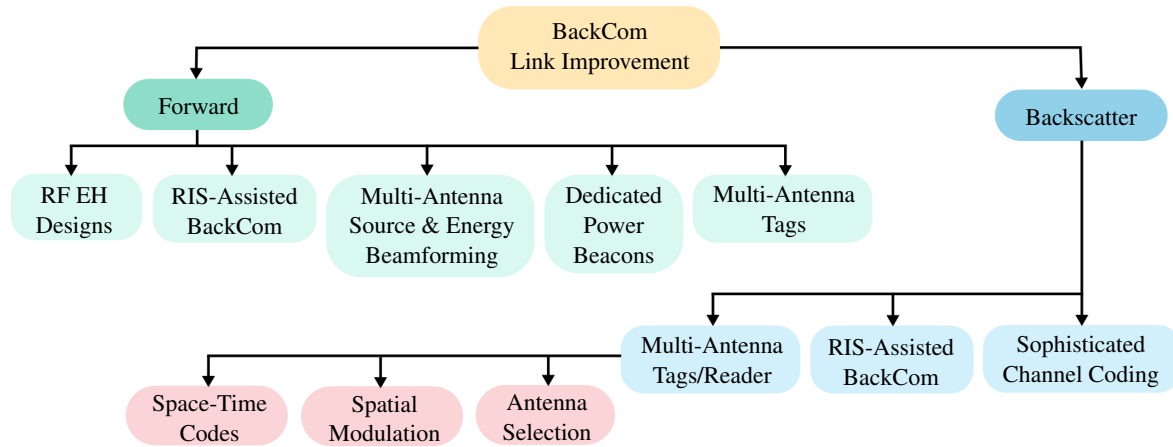 BackCom
Link Improvement
Forward
Backscatter
RF EH
Designs
RIS-Assisted
BackCom
Multi-Antenna
Source & Energy
Beamforming
Dedicated
Power
Beacons
Multi-Antenna
Tags
Multi-Antenna
Tags/Reader
RIS-Assisted
BackCom
Sophisticated
Channel Coding
Space-Time
Codes
Spatial
Modulation
Antenna
Selection